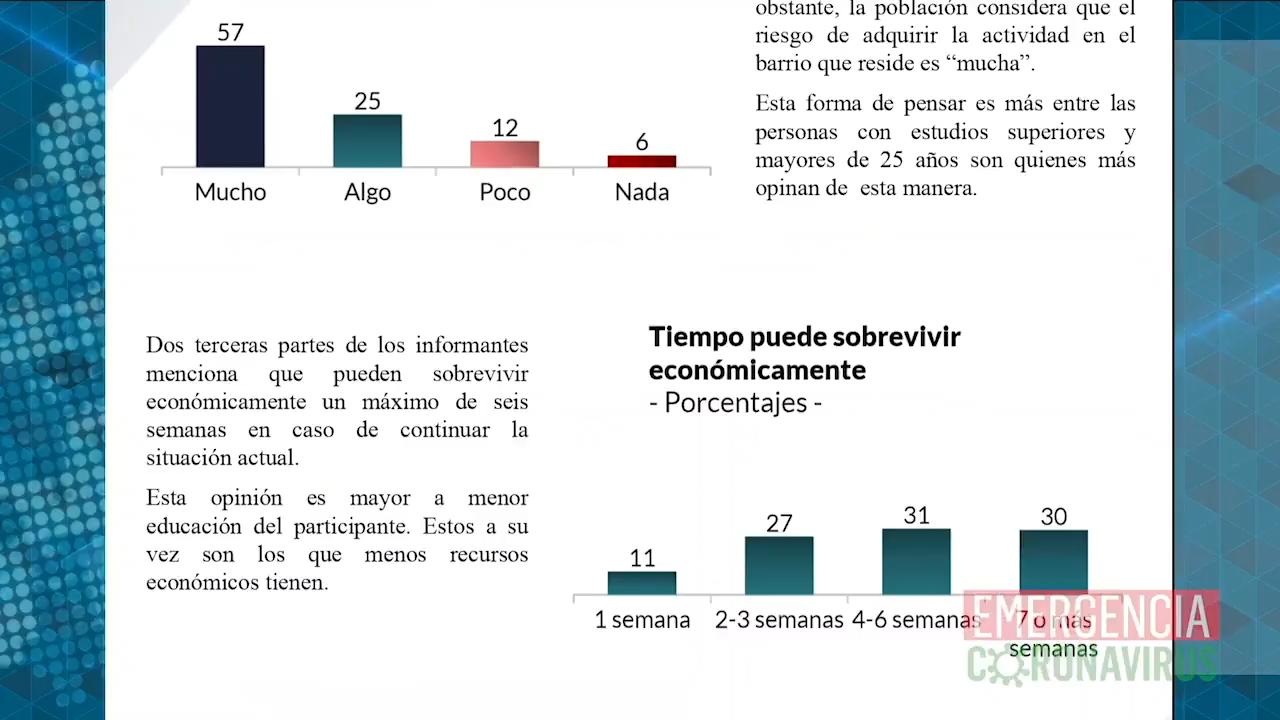 57
25
12
6
Mucho
Algo
Poco
Nada
obstante, la población considera que el
riesgo de adquirir la actividad en el
barrio que reside es “mucha”.
Esta forma de pensar es más entre las
personas con estudios superiores y
mayores de 25 años son quienes más
opinan de esta manera.
Dos terceras partes de los informantes
menciona que pueden sobrevivir
económicamente un máximo de seis
semanas en caso de continuar la
situación actual.
Esta opinión es mayor a menor
educación del participante. Estos a su
vez son los que menos recursos
económicos tienen.
Tiempo puede sobrevivir
económicamente
- Porcentajes -
11
27
31
30
1 semana
2-3 semanas
4-6 semanas
7 o más
semanas
EMERGENCIA
CORONAVIRUS